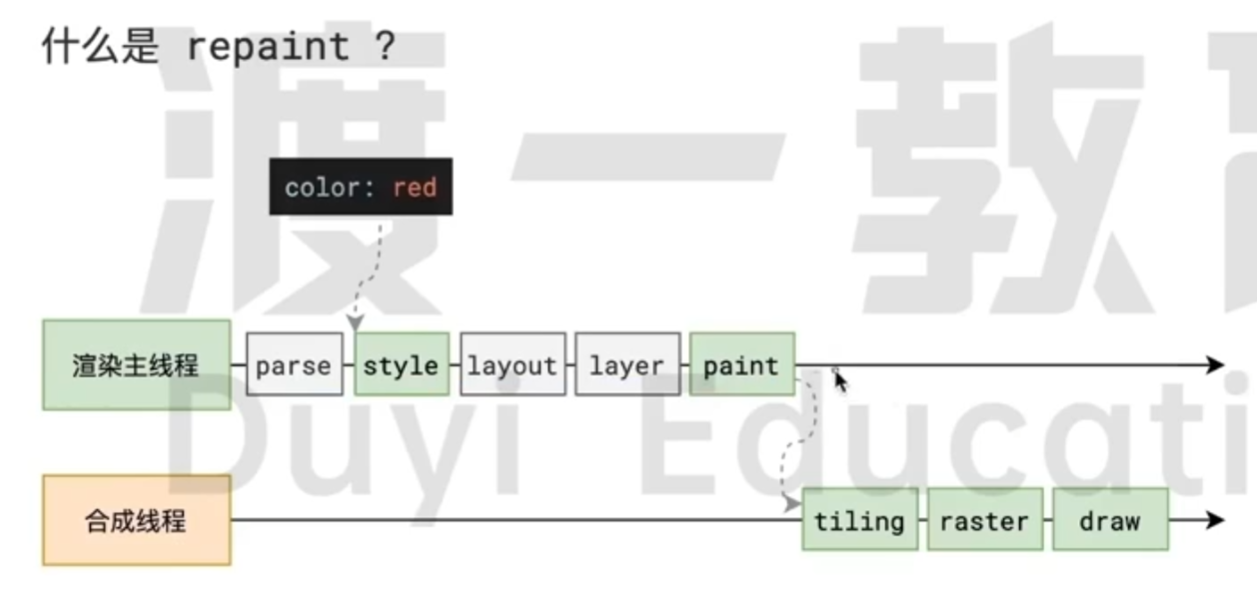 什么是 repaint ?
color: red
渲染主线程 parse style layout layer paint
合成线程 tiling raster draw
渡一教
Duyi Educati